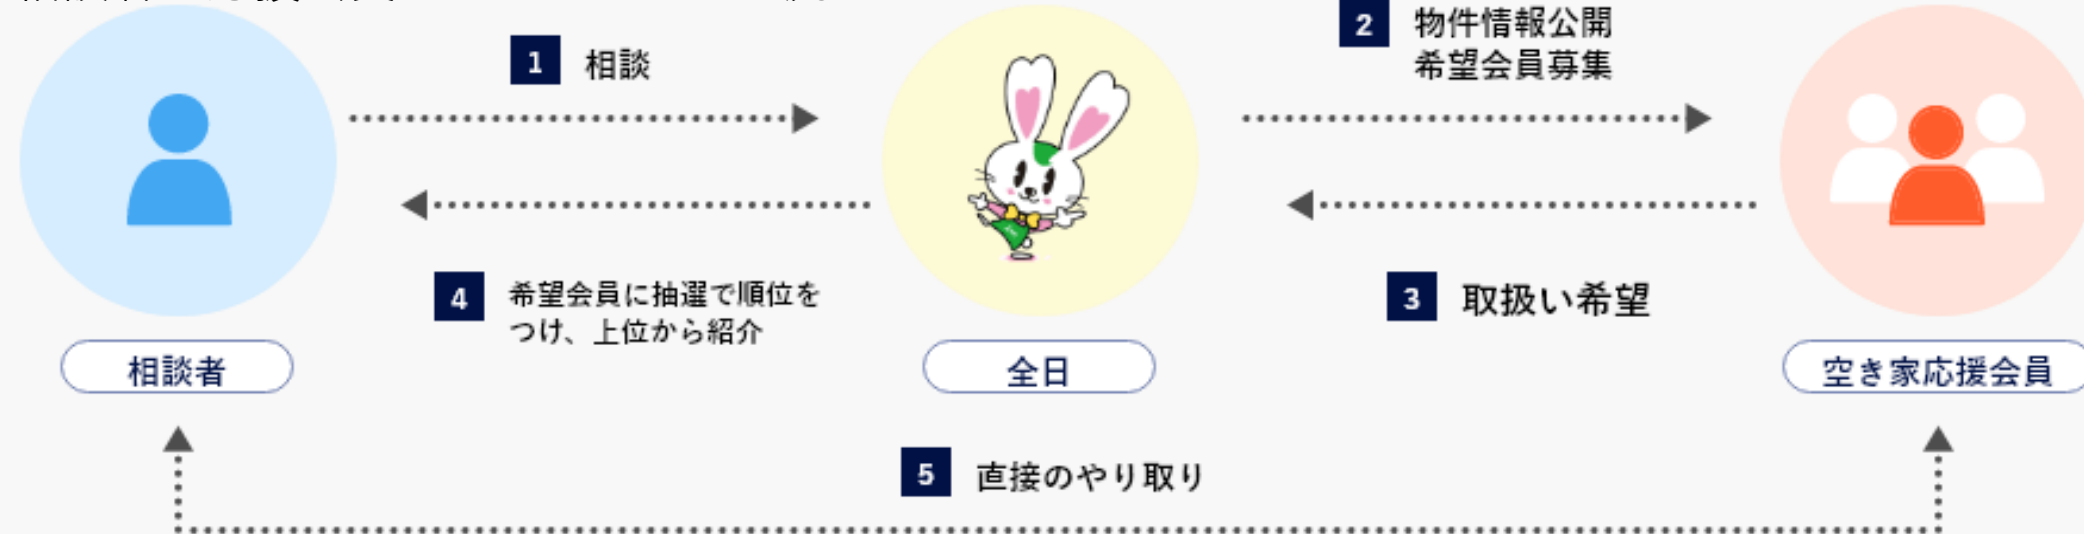 1 相談
2 物件情報公開
希望会員募集
4 希望会員に抽選で順位を
つけ、上位から紹介
3 取扱い希望
相談者
全日
空き家応援会員
5 直接のやり取り